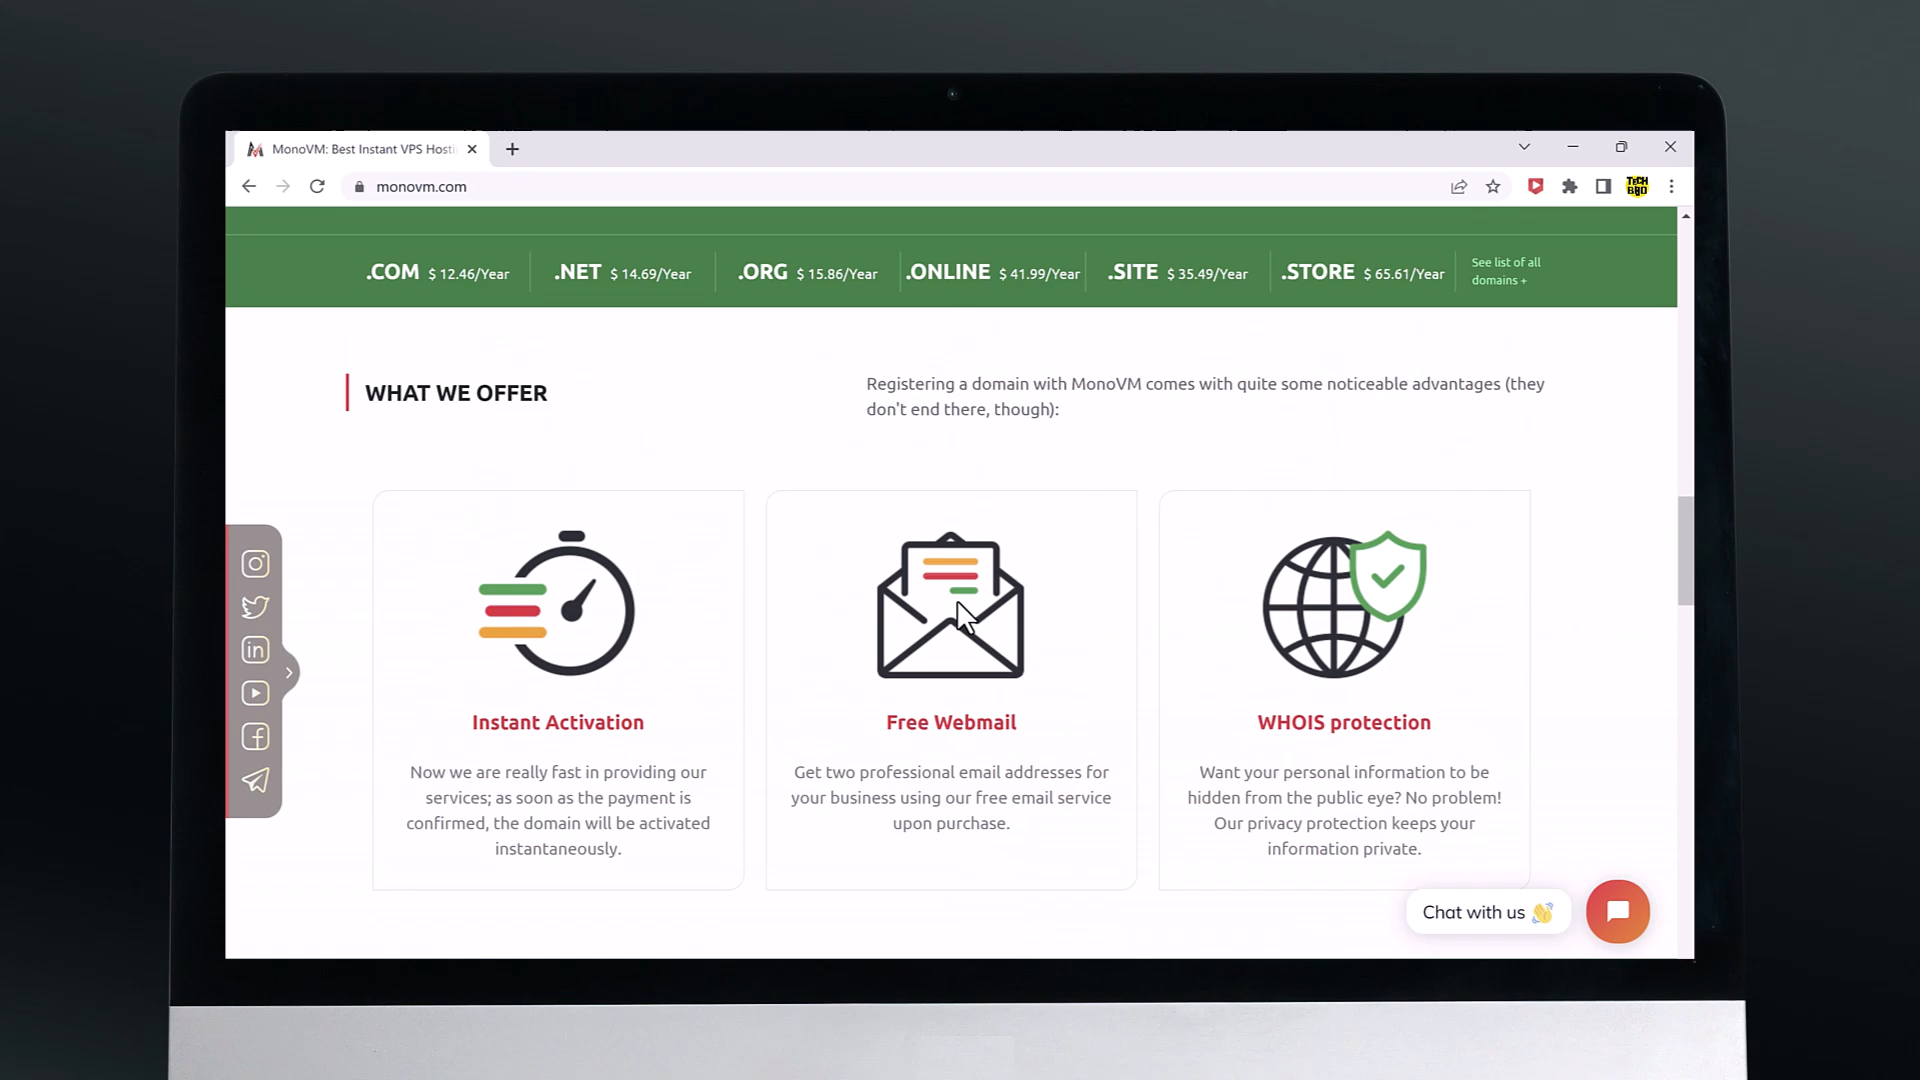 MonoVM: Best Instant VPS Hosti
monovm.com
TECH
.COM $ 12.46/Year .NET $ 14.69/Year .ORG $ 15.86/Year .ONLINE $ 41.99/Year .SITE $ 35.49/Year .STORE $ 65.61/Year See list of all
domains +
WHAT WE OFFER
Registering a domain with MonoVM comes with quite some noticeable advantages (they
don't end there, though):
Instant Activation
Now we are really fast in providing our
services; as soon as the payment is
confirmed, the domain will be activated
instantaneously.
Free Webmail
Get two professional email addresses for
your business using our free email service
upon purchase.
WHOIS protection
Want your personal information to be
hidden from the public eye? No problem!
Our privacy protection keeps your
information private.
Chat with us